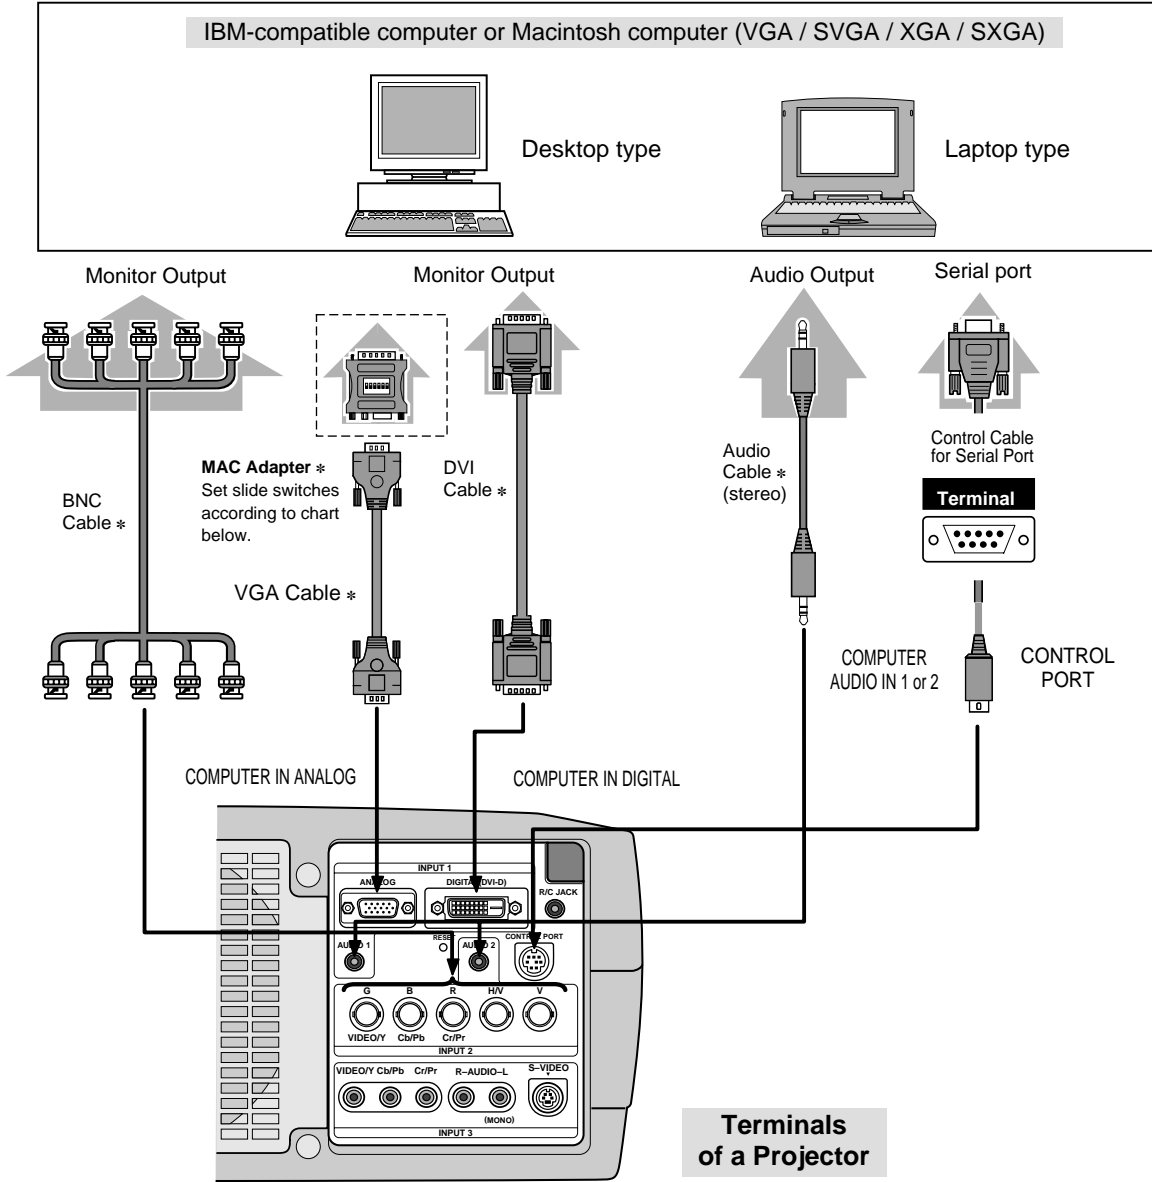 IBM-compatible computer or Macintosh computer (VGA / SVGA / XGA / SXGA)
Desktop type
Laptop type
Monitor Output
Monitor Output
Audio Output
Serial port
MAC Adapter ∗
Set slide switches
according to chart
below.
BNC
Cable ∗
VGA Cable ∗
DVI
Cable ∗
Audio
Cable ∗
(stereo)
Control Cable
for Serial Port
Terminal
COMPUTER
AUDIO IN 1 or 2
CONTROL
PORT
COMPUTER IN ANALOG
COMPUTER IN DIGITAL
INPUT 1
ANALOG
DIGITAL (DVI-D)
R/C JACK
AUDIO 1
RESET
AUDIO 2
CONTROL PORT
G
B
R
H/V
V
VIDEO/Y
Cb/Pb
Cr/Pr
INPUT 2
VIDEO/Y Cb/Pb
Cr/Pr
R–AUDIO–L
S–VIDEO
(MONO)
INPUT 3
Terminals
of a Projector